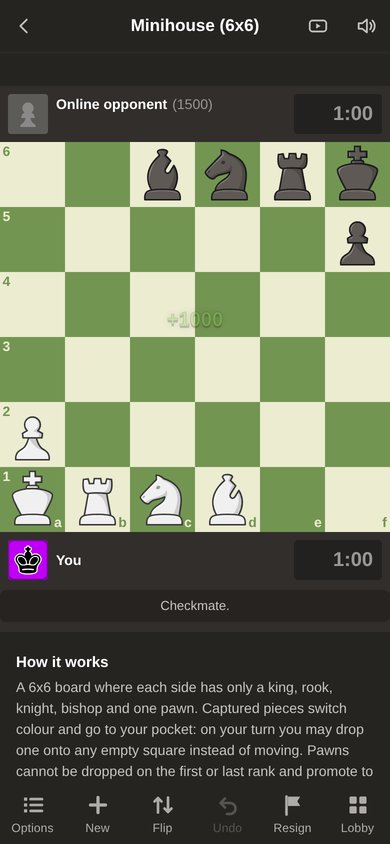 Minihouse (6x6)
Online opponent (1500)
1:00
6
5
4
+1000
3
2
1
a b c d e f
You
1:00
Checkmate.
How it works
A 6x6 board where each side has only a king, rook,
knight, bishop and one pawn. Captured pieces switch
colour and go to your pocket: on your turn you may drop
one onto any empty square instead of moving. Pawns
cannot be dropped on the first or last rank and promote to
Options New Flip Undo Resign Lobby